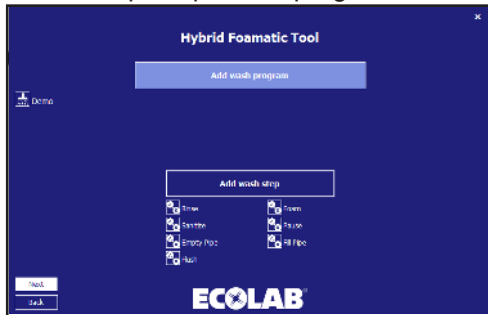 ×
Hybrid Foamatic Tool
Add wash program
Demo
Add wash step
Rinse Foam
Sanitize Pause
Empty Pipe Fill Pipe
Flush
Next
Back
ECOLAB